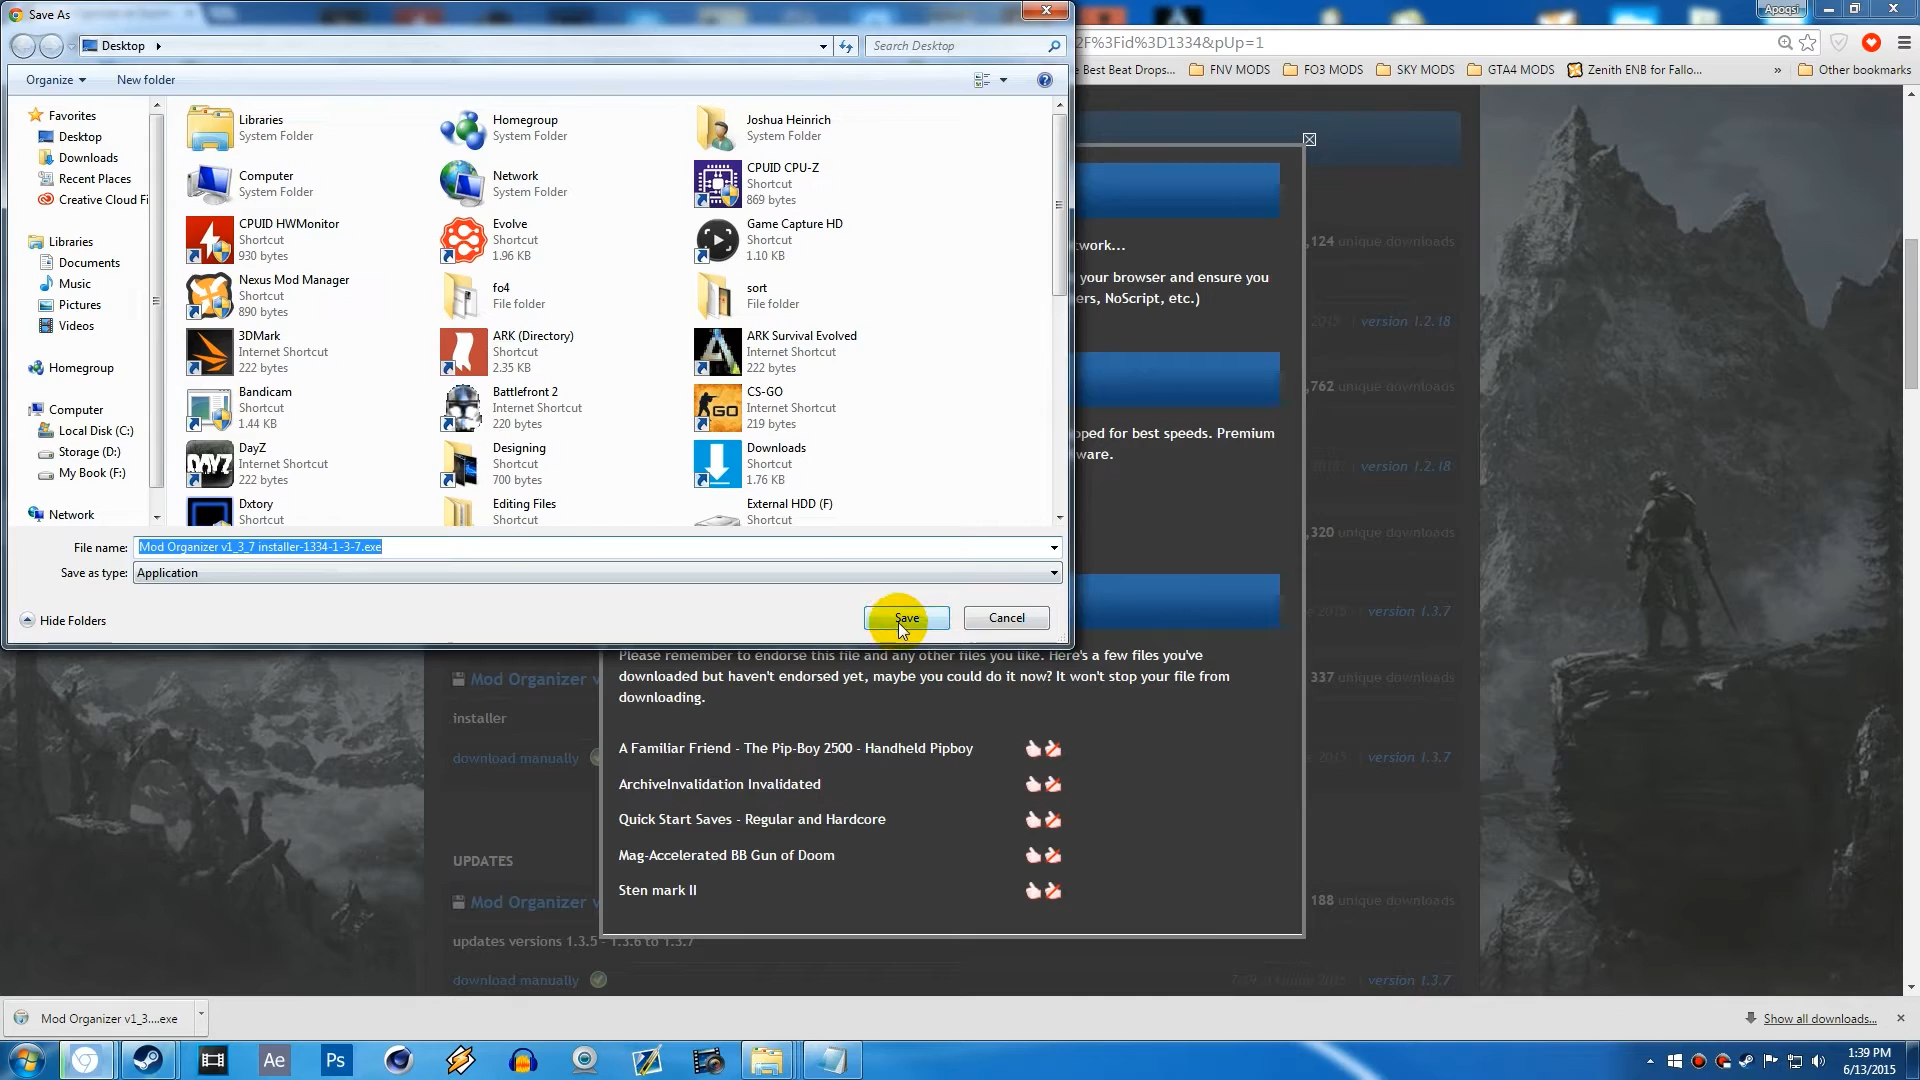 Save As
Apoqsi
Desktop
Search Desktop
2F%3Fid%3D1334&pUp=1
Organize
New folder
e Best Beat Drops...
FNV MODS
FO3 MODS
SKY MODS
GTA4 MODS
Zenith ENB for Fallo...
»
Other bookmarks
Favorites
Desktop
Downloads
Recent Places
Creative Cloud Fi
Libraries
Documents
Music
Pictures
Videos
Homegroup
Computer
Local Disk (C:)
Storage (D:)
My Book (F:)
Network
Libraries
System Folder
Homegroup
System Folder
Joshua Heinrich
System Folder
Computer
System Folder
Network
System Folder
CPUID CPU-Z
Shortcut
869 bytes
CPUID HWMonitor
Shortcut
930 bytes
Evolve
Shortcut
1.96 KB
Game Capture HD
Shortcut
1.10 KB
Nexus Mod Manager
Shortcut
890 bytes
fo4
File folder
sort
File folder
3DMark
Internet Shortcut
222 bytes
ARK (Directory)
Shortcut
2.35 KB
ARK Survival Evolved
Internet Shortcut
222 bytes
Bandicam
Shortcut
1.44 KB
Battlefront 2
Internet Shortcut
220 bytes
CS-GO
Internet Shortcut
219 bytes
DayZ
Internet Shortcut
222 bytes
Designing
Shortcut
700 bytes
Downloads
Shortcut
1.76 KB
Dxtory
Shortcut
Editing Files
Shortcut
External HDD (F)
Shortcut
File name:
Mod Organizer v1_3_7 installer-1334-1-3-7.exe
Save as type:
Application
Hide Folders
Save
Cancel
twork...
your browser and ensure you
ers, NoScript, etc.)
pped for best speeds. Premium
ware.
,124 unique downloads
2015 version 1.2.18
,762 unique downloads
version 1.2.18
,320 unique downloads
2015 version 1.3.7
337 unique downloads
2015 version 1.3.7
188 unique downloads
Please remember to endorse this file and any other files you like. Here's a few files you've
downloaded but haven't endorsed yet, maybe you could do it now? It won't stop your file from
downloading.
A Familiar Friend - The Pip-Boy 2500 - Handheld Pipboy
ArchiveInvalidation Invalidated
Quick Start Saves - Regular and Hardcore
Mag-Accelerated BB Gun of Doom
Sten mark II
Mod Organizer v
installer
download manually
UPDATES
Mod Organizer v
updates versions 1.3.5 - 1.3.6 to 1.3.7
download manually
2015 version 1.3.7
Mod Organizer v1_3....exe
Show all downloads...
Ae
Ps
1:39 PM
6/13/2015